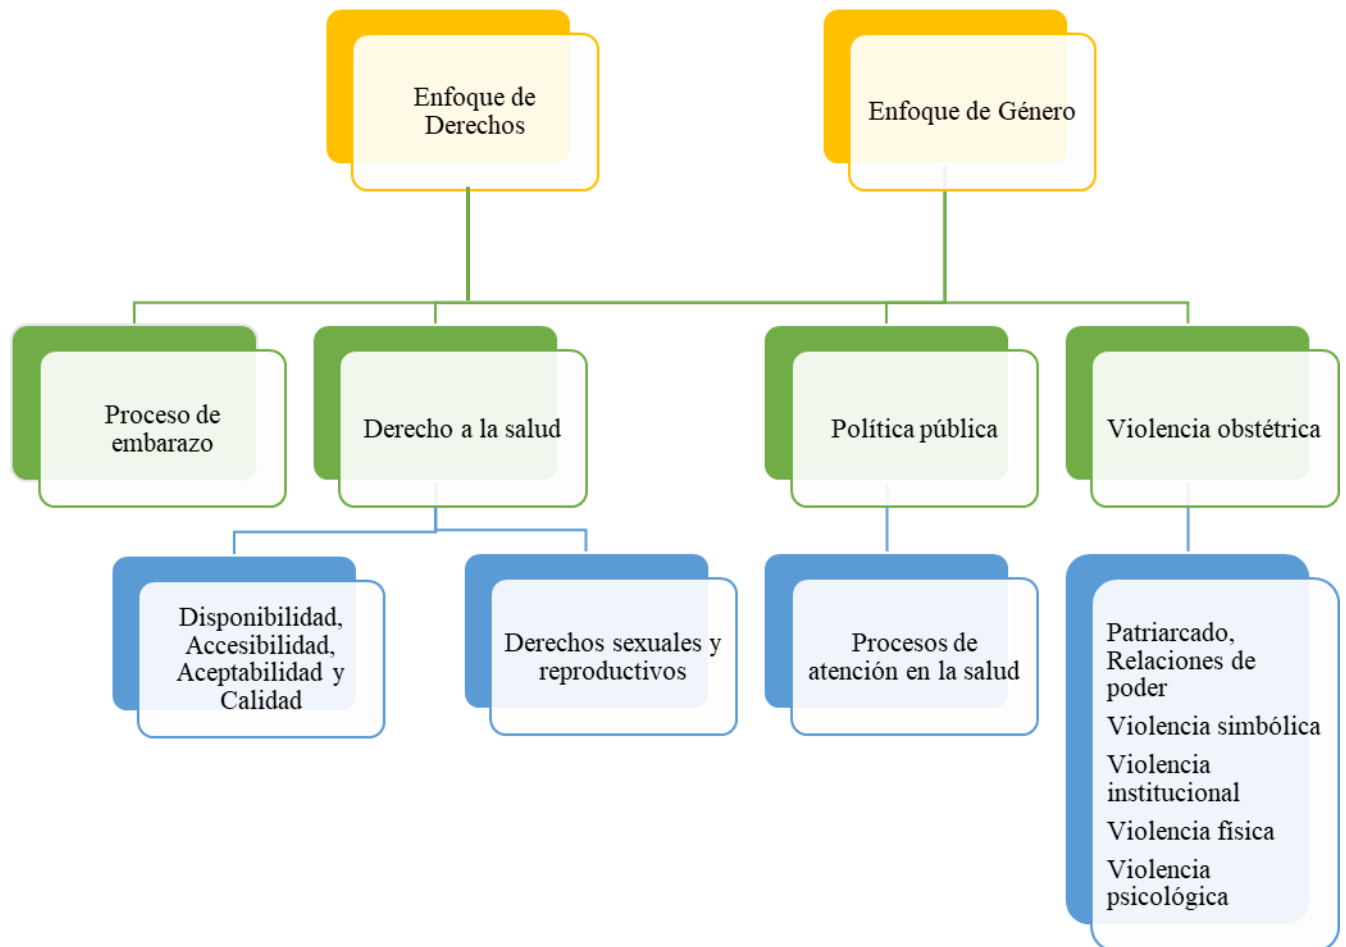 Enfoque de
Derechos
Enfoque de Género
Proceso de
embarazo
Derecho a la salud
Política pública
Violencia obstétrica
Disponibilidad,
Accesibilidad,
Aceptabilidad y
Calidad
Derechos sexuales y
reproductivos
Procesos de
atención en la salud
Patriarcado,
Relaciones de
poder
Violencia simbólica
Violencia
institucional
Violencia física
Violencia
psicológica